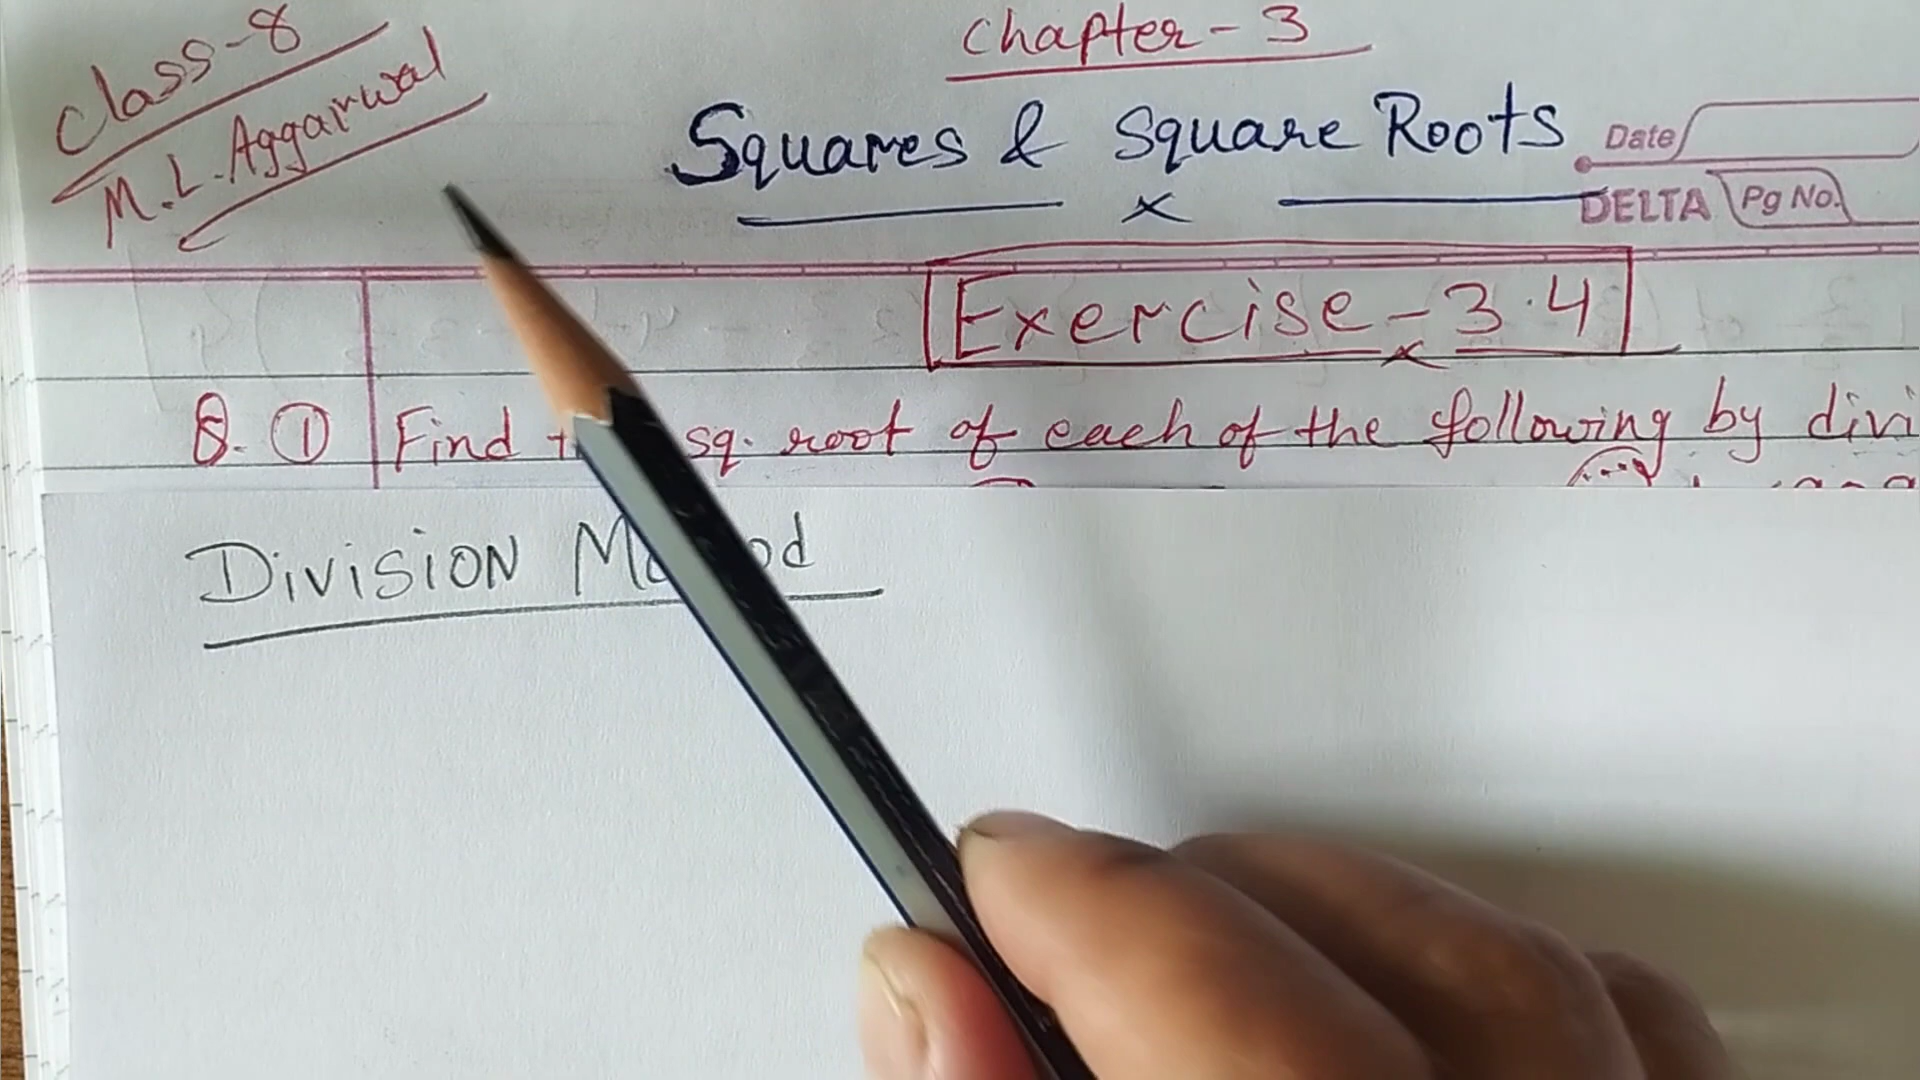 Class-8
M.L. Aggarwal
Chapter-3
Squares & Square Roots
Date
DELTA Pg No.
Exercise-3.4
Q. 1 Find sq. root of each of the following by divi
Division